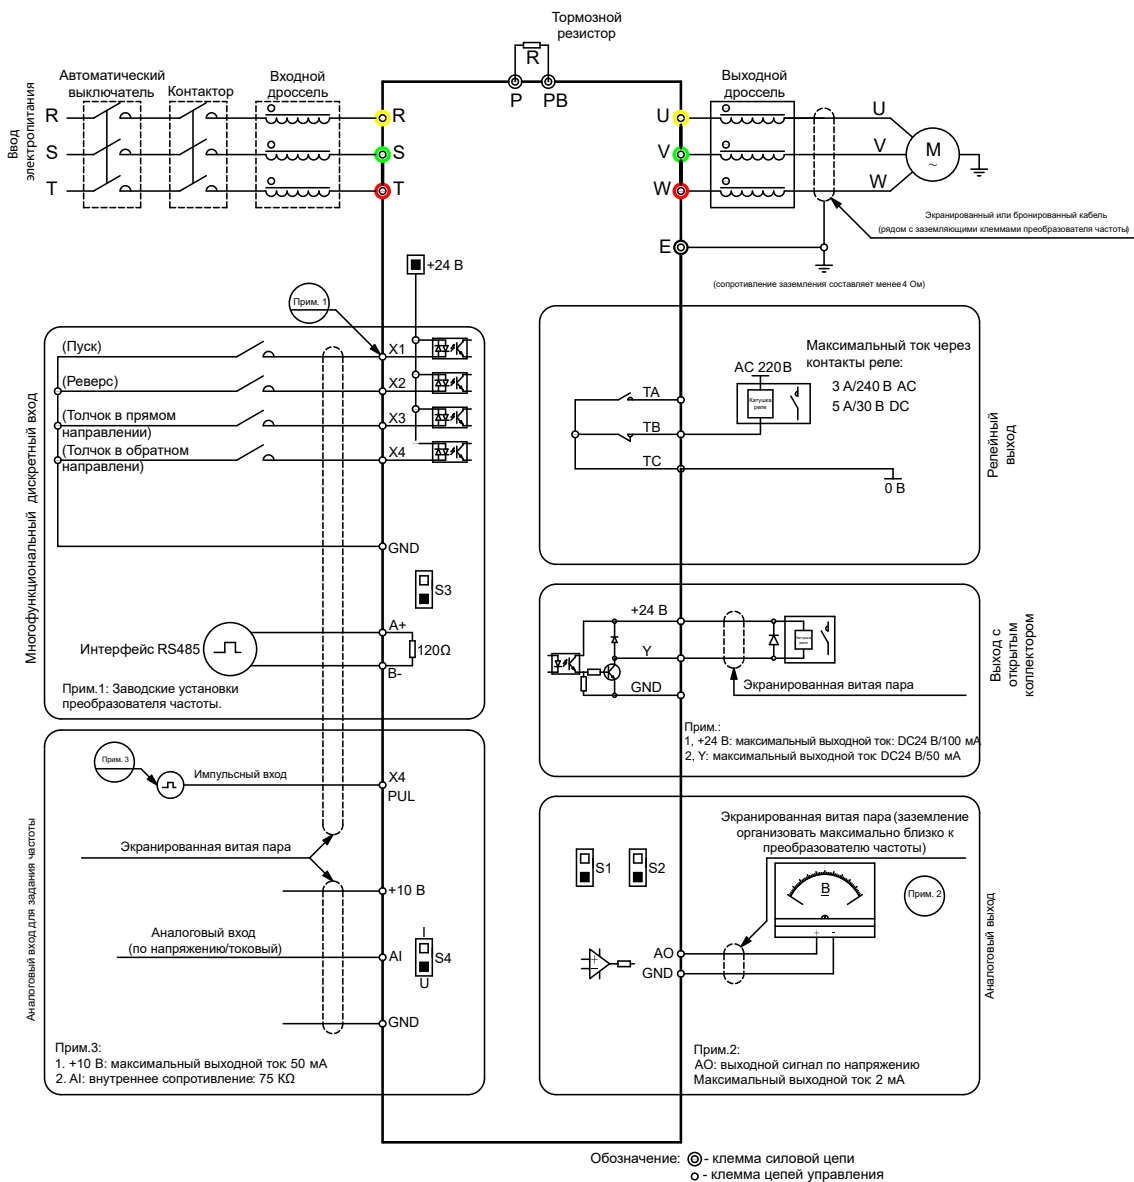 Тормозной
резистор
R
P
PB
Автоматический
выключатель
Контактор
Входной
дроссель
Выходной
дроссель
Ввод
электропитания
R
S
T
R
S
T
U
V
W
U
V
W
M
~
E
Экранированный или бронированный кабель
(рядом с заземляющими клеммами преобразователя частоты)
(сопротивление заземления составляет менее 4 Ом)
+24 В
Прим. 1
Многофункциональный дискретный вход
(Пуск)
X1
(Реверс)
X2
(Толчок в прямом
направлении)
X3
(Толчок в обратном
направлени)
X4
GND
S3
A+
Интерфейс RS485
120Ω
B-
Прим.1: Заводские установки
преобразователя частоты.
Аналоговый вход для задания частоты
Прим. 3
Импульсный вход
X4
PUL
Экранированная витая пара
+10 В
Аналоговый вход
(по напряжению/токовый)
AI
I
S4
U
GND
Прим.3:
1. +10 В: максимальный выходной ток: 50 мА
2. AI: внутреннее сопротивление: 75 KΩ
Максимальный ток через
контакты реле:
3 А/240 В AC
5 А/30 В DC
AC 220В
Катушка
реле
TA
TB
TC
0 В
Релейный
выход
+24 В
Y
GND
Катушка
реле
Экранированная витая пара
Прим.:
1, +24 В: максимальный выходной ток: DC24 В/100 мА
2, Y: максимальный выходной ток: DC24 В/50 мА
Выход с
открытым
коллектором
Экранированная витая пара (заземление
организовать максимально близко к
преобразователю частоты)
S1
S2
В
+ -
Прим. 2
AO
GND
Прим.2:
АО: выходной сигнал по напряжению
Максимальный выходной ток: 2 мА
Аналоговый выход
Обозначение: - клемма силовой цепи
- клемма цепей управления